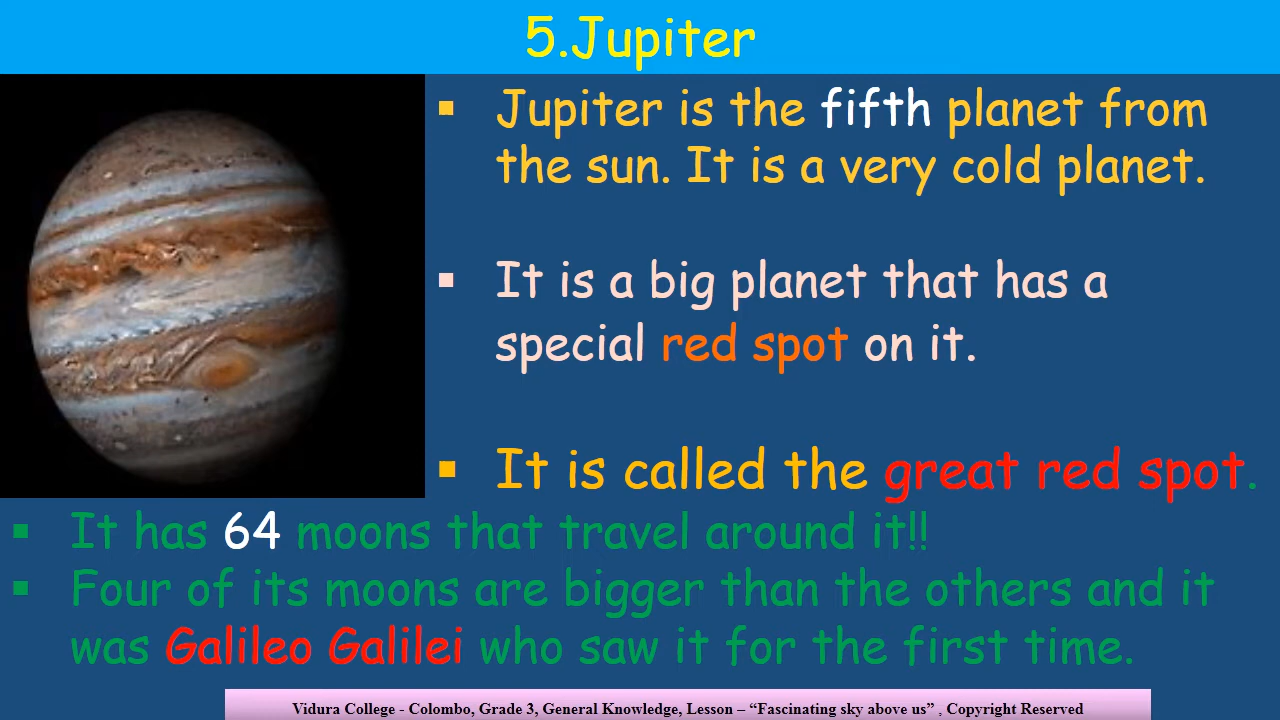 5.Jupiter
▪ Jupiter is the fifth planet from
the sun. It is a very cold planet.
▪ It is a big planet that has a
special red spot on it.
▪ It is called the great red spot.
▪ It has 64 moons that travel around it!!
▪ Four of its moons are bigger than the others and it
was Galileo Galilei who saw it for the first time.
Vidura College - Colombo, Grade 3, General Knowledge, Lesson – “Fascinating sky above us” , Copyright Reserved